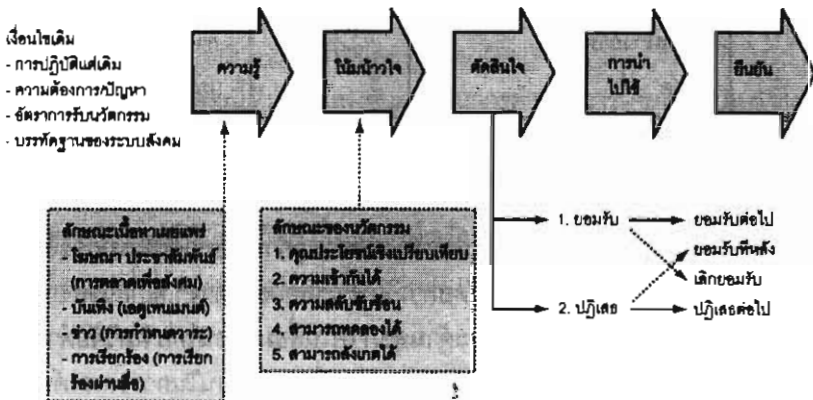 เงื่อนไขเดิม
- การปฏิบัติแต่เดิม
- ความต้องการ/ปัญหา
- อัตราการรับนวัตกรรม
- บรรทัดฐานของระบบสังคม
ความรู้
โน้มน้าวใจ
ตัดสินใจ
การนำ
ไปใช้
ยืนยัน
ลักษณะเนื้อหาเผยแพร่
- โฆษณา ประชาสัมพันธ์
(การตลาดเพื่อสังคม)
- บันเทิง (เอดูเทนเมนต์)
- ข่าว (การกำหนดวาระ)
- การเรียกร้อง (การเรียก
ร้องผ่านสื่อ)
ลักษณะของนวัตกรรม
1. คุณประโยชน์เชิงเปรียบเทียบ
2. ความเข้ากันได้
3. ความสลับซับซ้อน
4. สามารถทดลองได้
5. สามารถสังเกตได้
1. ยอมรับ
2. ปฏิเสธ
ยอมรับต่อไป
ยอมรับทีหลัง
เลิกยอมรับ
ปฏิเสธต่อไป